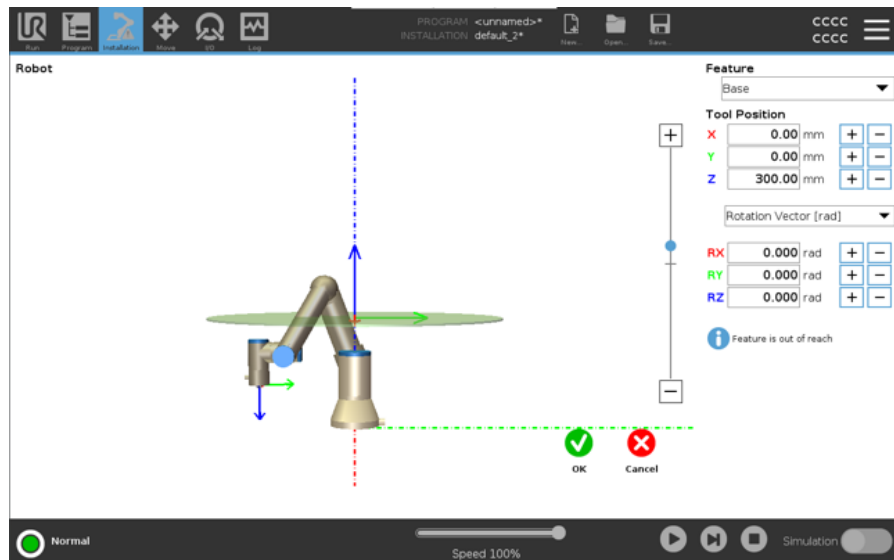 PROGRAM <unnamed>*
INSTALLATION default_2*
CCCC
CCCC
Run
Program
Installation
Move
I/O
Log
New...
Open...
Save...
Robot
Feature
Base
Tool Position
X 0.00 mm + −
Y 0.00 mm + −
Z 300.00 mm + −
Rotation Vector [rad]
RX 0.000 rad + −
RY 0.000 rad + −
RZ 0.000 rad + −
Feature is out of reach
OK
Cancel
Normal
Speed 100%
Simulation